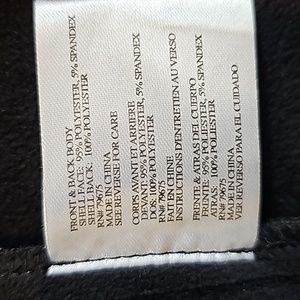 FRONT & BACK BODY
SHELL FACE: 95% POLYESTER, 5% SPANDEX
SHELL BACK: 100% POLYESTER
RN# 79675
MADE IN CHINA
SEE REVERSE FOR CARE
CORPS AVANT ET ARRIERE
DEVANT: 95% POLYESTER, 5% SPANDEX
DOS: 100% POLYESTER
RN# 79675
FAIT EN CHINE
INSTRUCTIONS D'ENTRETIEN AU VERSO
FRENTE & ATRAS DEL CUERPO
FRENTE: 95% POLIESTER, 5% SPANDEX
ATRAS: 100% POLIESTER
RN# 79675
MADE IN CHINA
VER REVERSO PARA EL CUIDADO